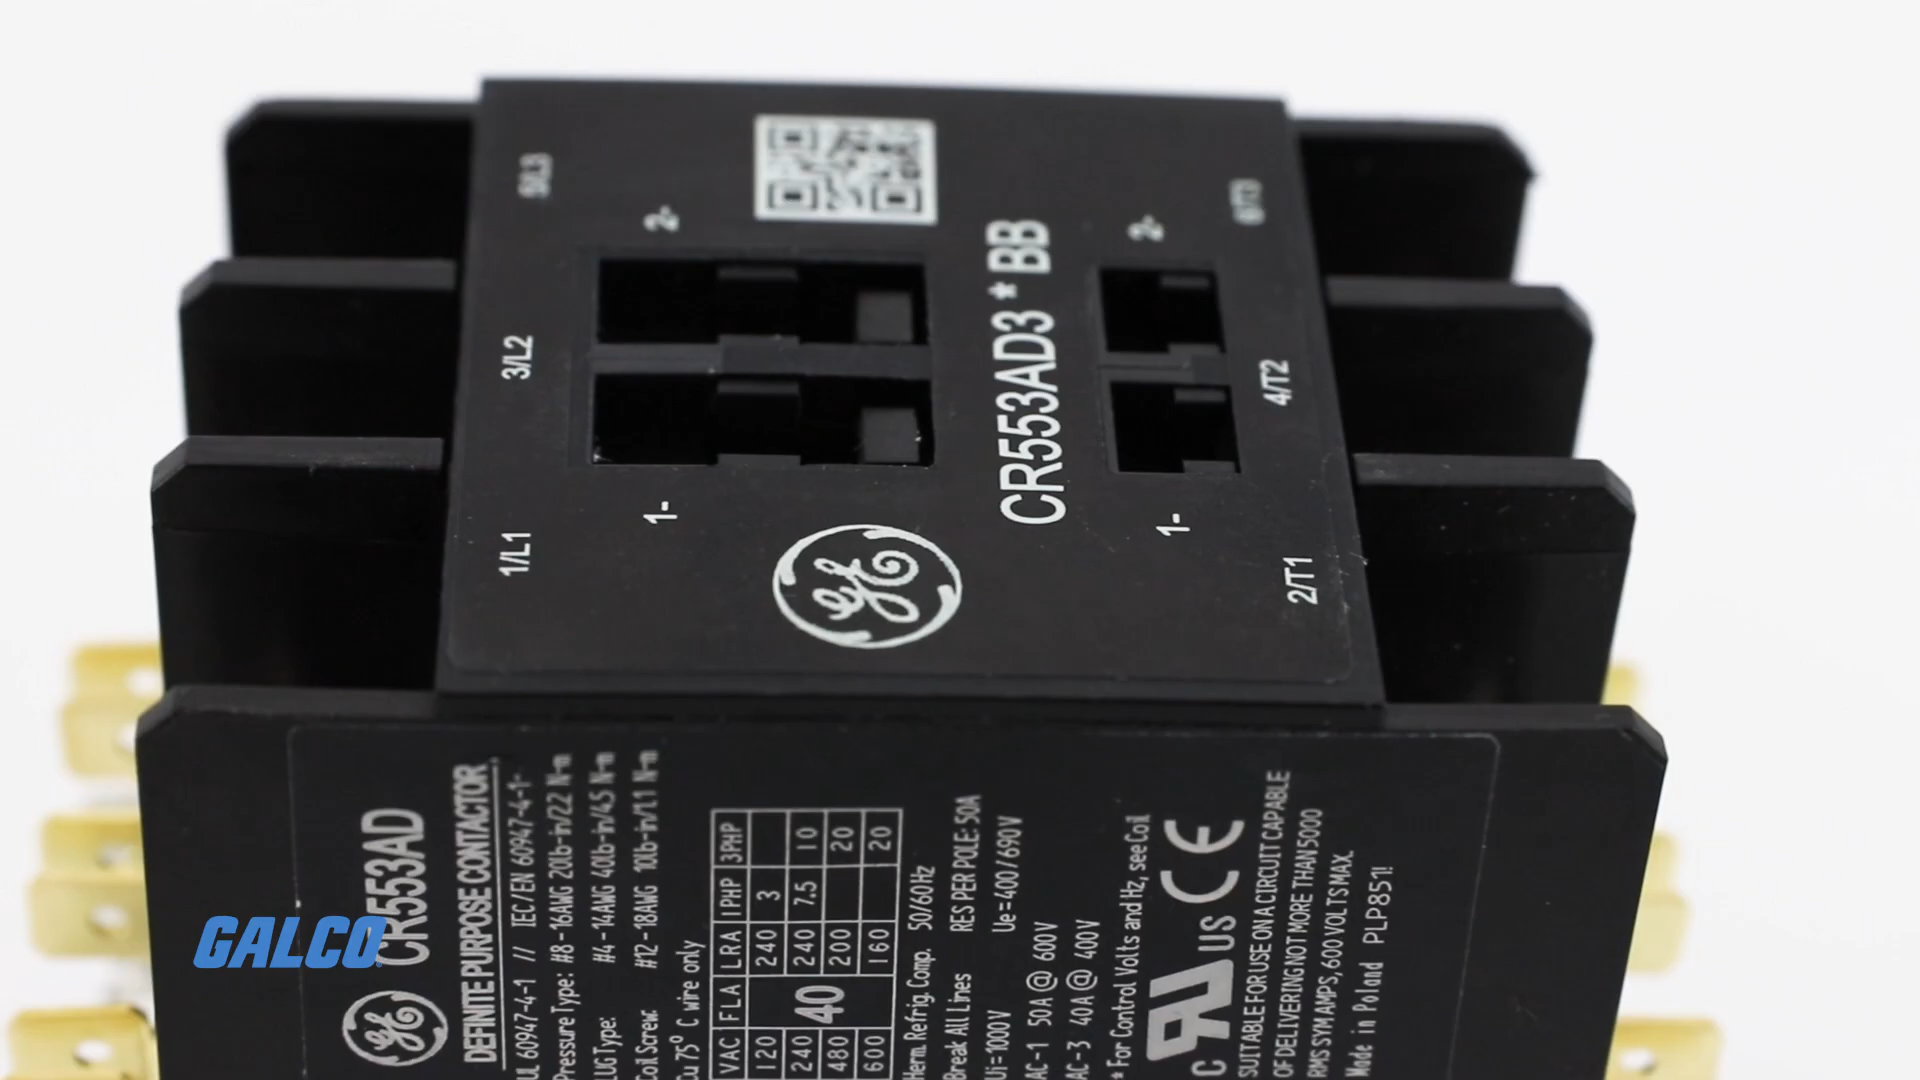 5/L3
3/L2
1/L1
2-
1-
CR553AD3 * BB
2-
1-
6/T3
4/T2
2/T1
GE
GALCO
GE CR553AD
DEFINITE PURPOSE CONTACTOR
UL 60947-4-1 // IEC/EN 60947-4-1
Pressure Type: #8-16AWG 20lb-in/2.2 N-m
LUG Type: #4-14AWG 40lb-in/4.5 N-m
Coil Screw: #12-18AWG 10lb-in/1.1 N-m
Cu 75° C wire only
VAC FLA LRA 1PHP 3PHP
120 40 240 3
240 240 7.5 10
480 200 20
600 160 20
Herm. Refrig. Comp. 50/60Hz
Break All Lines RES PER POLE: 50A
Ui=1000V Ue=400/690V
AC-1 50A @ 600V
AC-3 40A @ 400V
* For Control Volts and Hz, see Coil
C UR US CE
SUITABLE FOR USE ON A CIRCUIT CAPABLE
OF DELIVERING NOT MORE THAN 5000
RMS SYM AMPS, 600 VOLTS MAX.
Made in Poland PLP851!